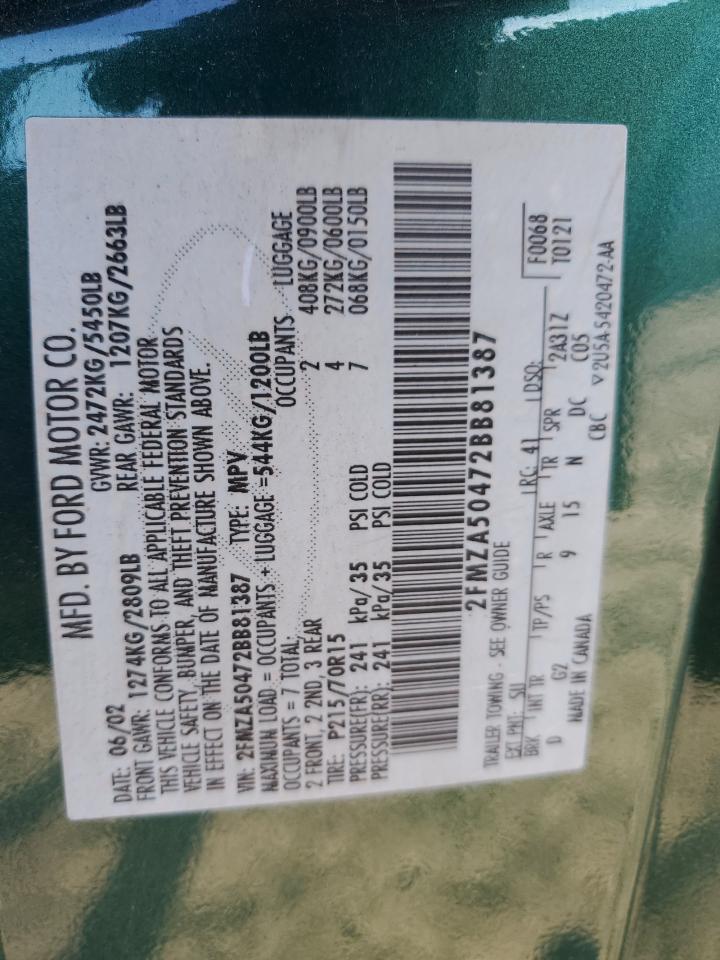 MFD. BY FORD MOTOR CO.
DATE: 06/02 GVWR: 2472KG/5450LB
FRONT GAWR: 1274KG/2809LB REAR GAWR: 1207KG/2663LB
THIS VEHICLE CONFORMS TO ALL APPLICABLE FEDERAL MOTOR
VEHICLE SAFETY, BUMPER, AND THEFT PREVENTION STANDARDS
IN EFFECT ON THE DATE OF MANUFACTURE SHOWN ABOVE.
VIN: 2FMZA50472BB81387 TYPE: MPV
MAXIMUM LOAD = OCCUPANTS + LUGGAGE =544KG/1200LB
OCCUPANTS = 7 TOTAL: OCCUPANTS LUGGAGE
2 FRONT, 2 2ND, 3 REAR 2 408KG/0900LB
TIRE: P215/70R15 4 272KG/0600LB
PRESSURE(FR): 241 kPa/35 PSI COLD 7 068KG/0150LB
PRESSURE(RR): 241 kPa/35 PSI COLD
2FMZA50472BB81387
TRAILER TOWING - SEE OWNER GUIDE
EXT PNT: SU RC: 41 DSO: F0068
BRK INT TR TP/PS R AXLE TR SPR 2A31Z T0121
D G2 9 15 N DC C05
MADE IN CANADA CBC V2U5A-5420472-AA